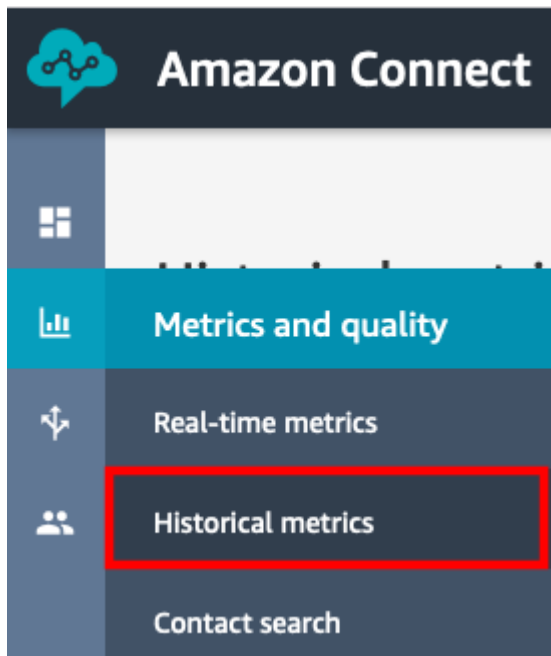 Amazon Connect
Metrics and quality
Real-time metrics
Historical metrics
Contact search